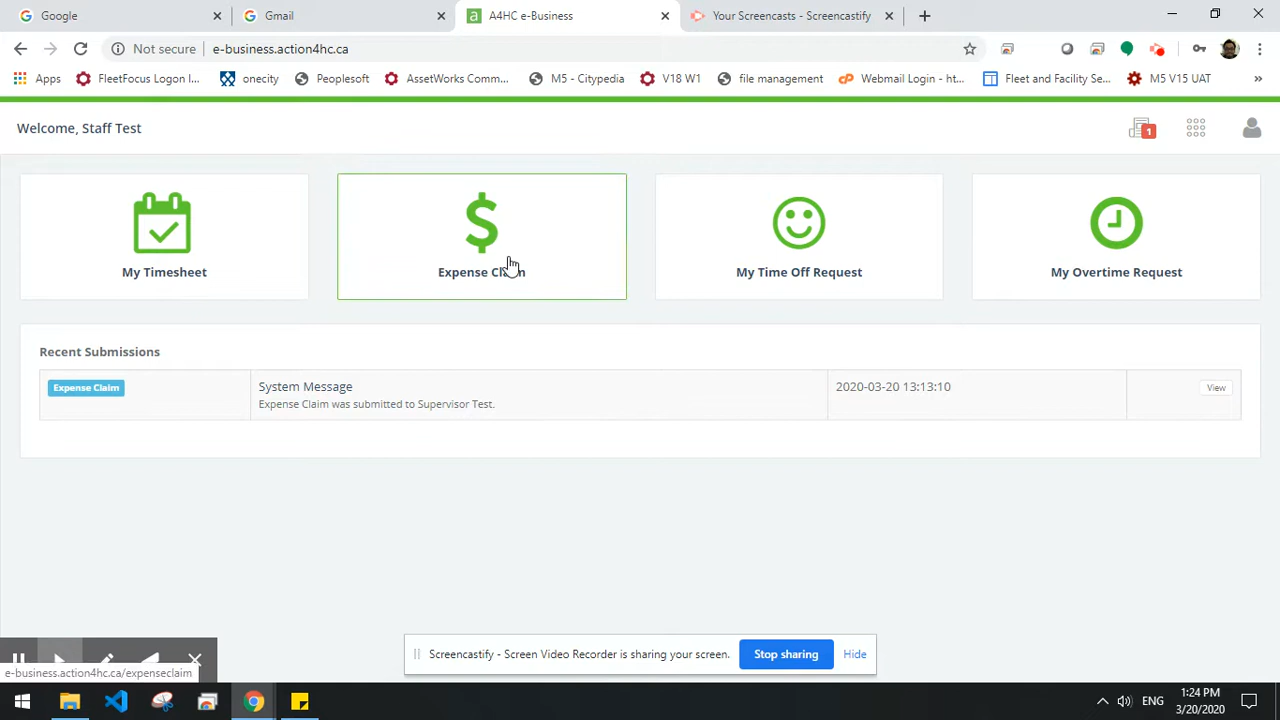 Google
Gmail
A4HC e-Business
Your Screencasts - Screencastify
Not secure
e-business.action4hc.ca
Apps
FleetFocus Logon I...
onecity
Peoplesoft
AssetWorks Comm...
M5 - Citypedia
V18 W1
file management
Webmail Login - ht...
Fleet and Facility Se...
M5 V15 UAT
»
Welcome, Staff Test
1
My Timesheet
Expense Claim
My Time Off Request
My Overtime Request
Recent Submissions
Expense Claim
System Message
Expense Claim was submitted to Supervisor Test.
2020-03-20 13:13:10
View
Screencastify - Screen Video Recorder is sharing your screen.
Stop sharing
Hide
e-business.action4hc.ca/expenseclaim
ENG
1:24 PM
3/20/2020